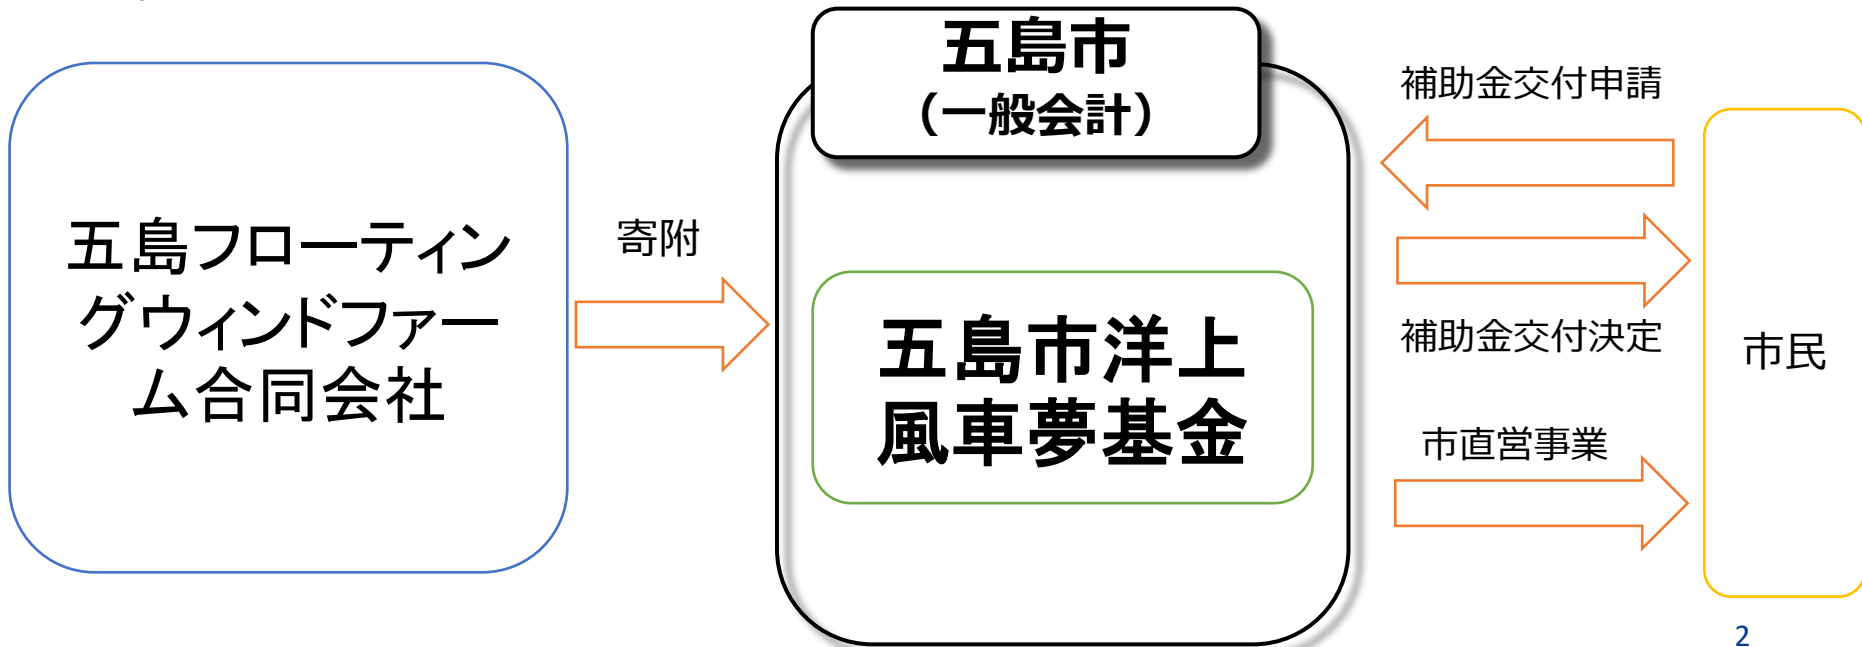 五島市
（一般会計）
五島フローティン
グウィンドファー
ム合同会社
寄附
五島市洋上
風車夢基金
補助金交付申請
補助金交付決定
市直営事業
市民
2